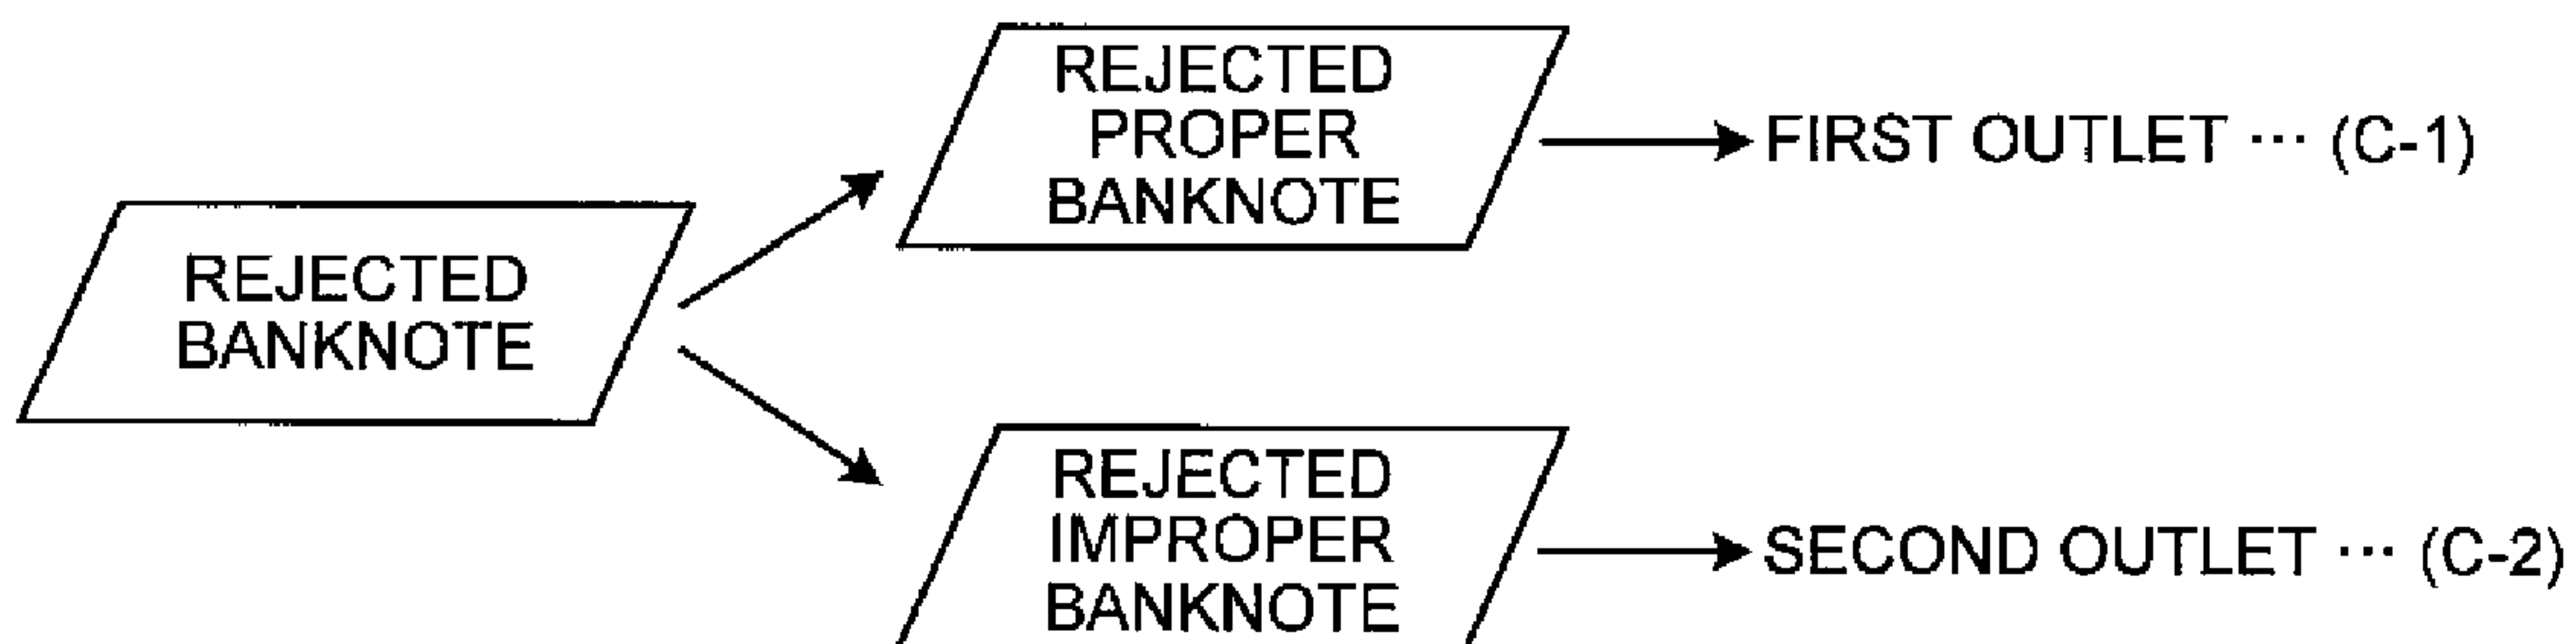 REJECTED
PROPER
BANKNOTE
FIRST OUTLET ··· (C-1)
REJECTED
BANKNOTE
REJECTED
IMPROPER
BANKNOTE
SECOND OUTLET ··· (C-2)